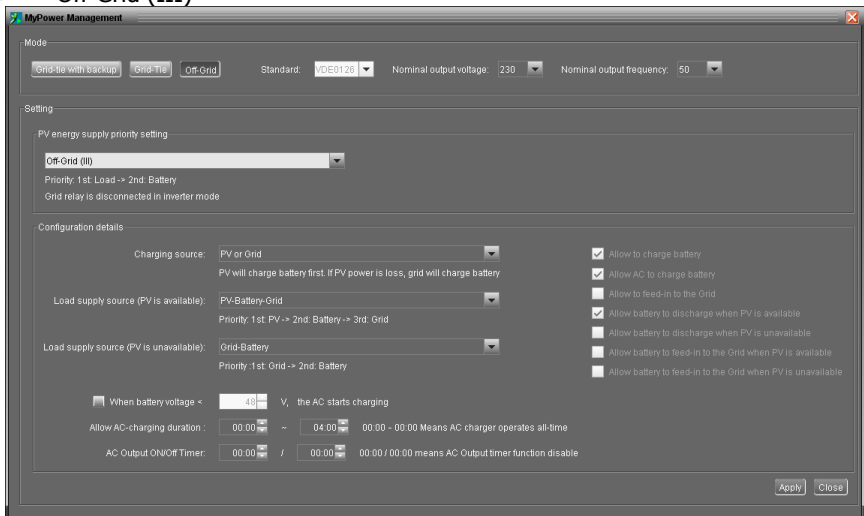 Off-Grid (III)
MyPower Management
Mode
Grid-tie with backup Grid-Tie Off-Grid Standard: VDE0126 Nominal output voltage: 230 Nominal output frequency: 50
Setting
PV energy supply priority setting
Off-Grid (III)
Priority: 1st: Load -> 2nd: Battery
Grid relay is disconnected in inverter mode
Configuration details
Charging source: PV or Grid
PV will charge battery first. If PV power is loss, grid will charge battery
Load supply source (PV is available): PV-Battery-Grid
Priority: 1st: PV -> 2nd: Battery -> 3rd: Grid
Load supply source (PV is unavailable): Grid-Battery
Priority :1st: Grid -> 2nd: Battery
Allow to charge battery
Allow AC to charge battery
Allow to feed-in to the Grid
Allow battery to discharge when PV is available
Allow battery to discharge when PV is unavailable
Allow battery to feed-in to the Grid when PV is available
Allow battery to feed-in to the Grid when PV is unavailable
When battery voltage < 48 V, the AC starts charging
Allow AC-charging duration : 00:00 ~ 04:00 00:00 - 00:00 Means AC charger operates all-time
AC Output ON/Off Timer: 00:00 / 00:00 00:00 / 00:00 means AC Output timer function disable
Apply Close